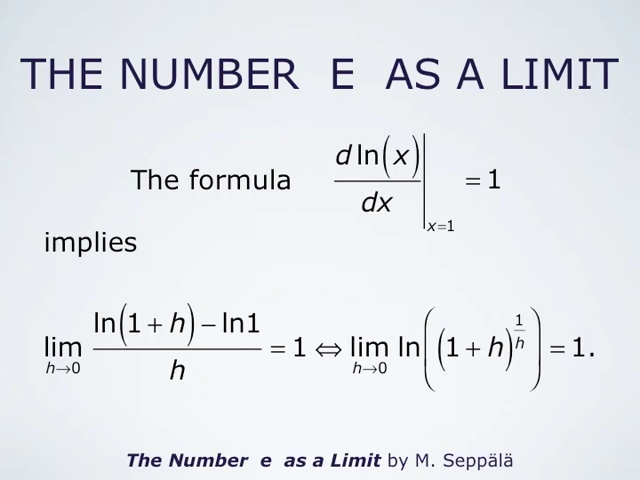 THE NUMBER E AS A LIMIT
The formula d ln(x)/dx |x=1 = 1
implies
lim h→0 ln(1 + h) − ln1 / h = 1 ⇔ lim h→0 ln((1 + h)^(1/h)) = 1.
The Number e as a Limit by M. Seppälä